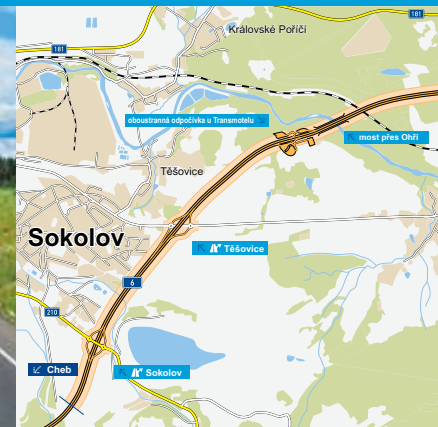 181
Královské Poříčí
181
oboustranná odpočívka u Transmotelu
most přes Ohři
Těšovice
Sokolov
Těšovice
6
210
Cheb
Sokolov